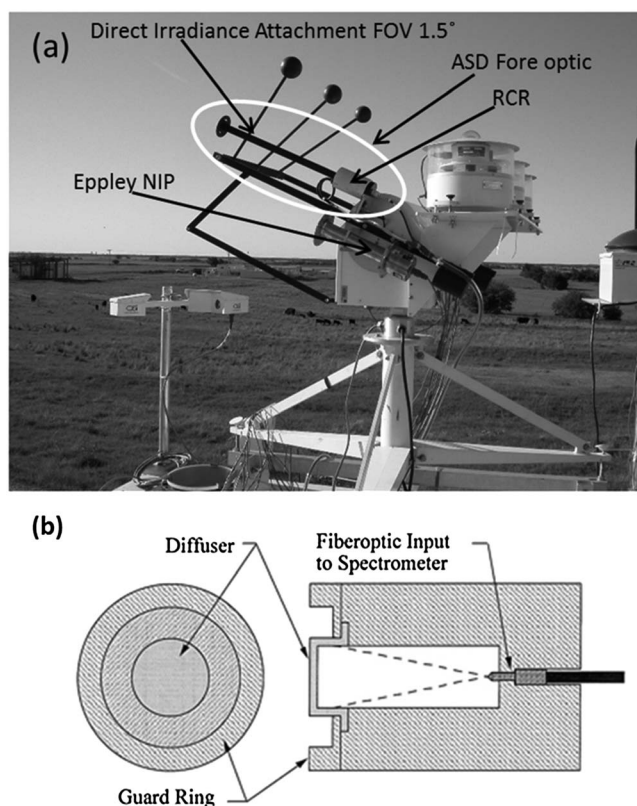 (a)
Direct Irradiance Attachment FOV 1.5°
ASD Fore optic
RCR
Eppley NIP
(b)
Diffuser
Fiberoptic Input
to Spectrometer
Guard Ring